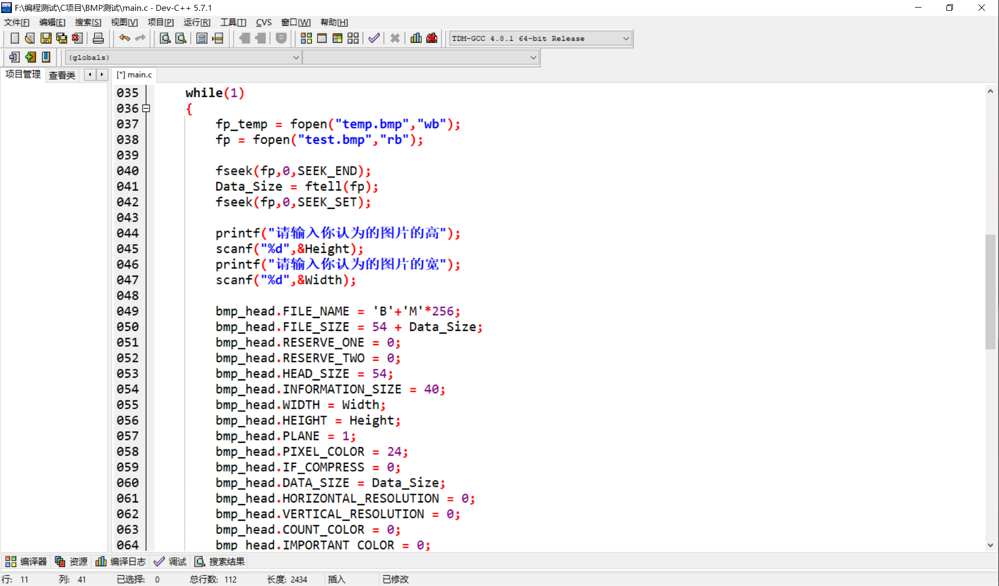 F:\编程测试\C项目\BMP测试\main.c - Dev-C++ 5.7.1
文件[F] 编辑[E] 搜索[S] 视图[V] 项目[P] 运行[R] 工具[T] CVS 窗口[W] 帮助[H]
TDM-GCC 4.8.1 64-bit Release
(globals)
项目管理 查看类 [*] main.c
035 while(1)
036 {
037 fp_temp = fopen("temp.bmp","wb");
038 fp = fopen("test.bmp","rb");
039
040 fseek(fp,0,SEEK_END);
041 Data_Size = ftell(fp);
042 fseek(fp,0,SEEK_SET);
043
044 printf("请输入你认为的图片的高");
045 scanf("%d",&Height);
046 printf("请输入你认为的图片的宽");
047 scanf("%d",&Width);
048
049 bmp_head.FILE_NAME = 'B'+'M'*256;
050 bmp_head.FILE_SIZE = 54 + Data_Size;
051 bmp_head.RESERVE_ONE = 0;
052 bmp_head.RESERVE_TWO = 0;
053 bmp_head.HEAD_SIZE = 54;
054 bmp_head.INFORMATION_SIZE = 40;
055 bmp_head.WIDTH = Width;
056 bmp_head.HEIGHT = Height;
057 bmp_head.PLANE = 1;
058 bmp_head.PIXEL_COLOR = 24;
059 bmp_head.IF_COMPRESS = 0;
060 bmp_head.DATA_SIZE = Data_Size;
061 bmp_head.HORIZONTAL_RESOLUTION = 0;
062 bmp_head.VERTICAL_RESOLUTION = 0;
063 bmp_head.COUNT_COLOR = 0;
064 bmp_head.IMPORTANT_COLOR = 0;
编译器 资源 编译日志 调试 搜索结果
行: 11 列: 41 已选择: 0 总行数: 112 长度: 2434 插入 已修改